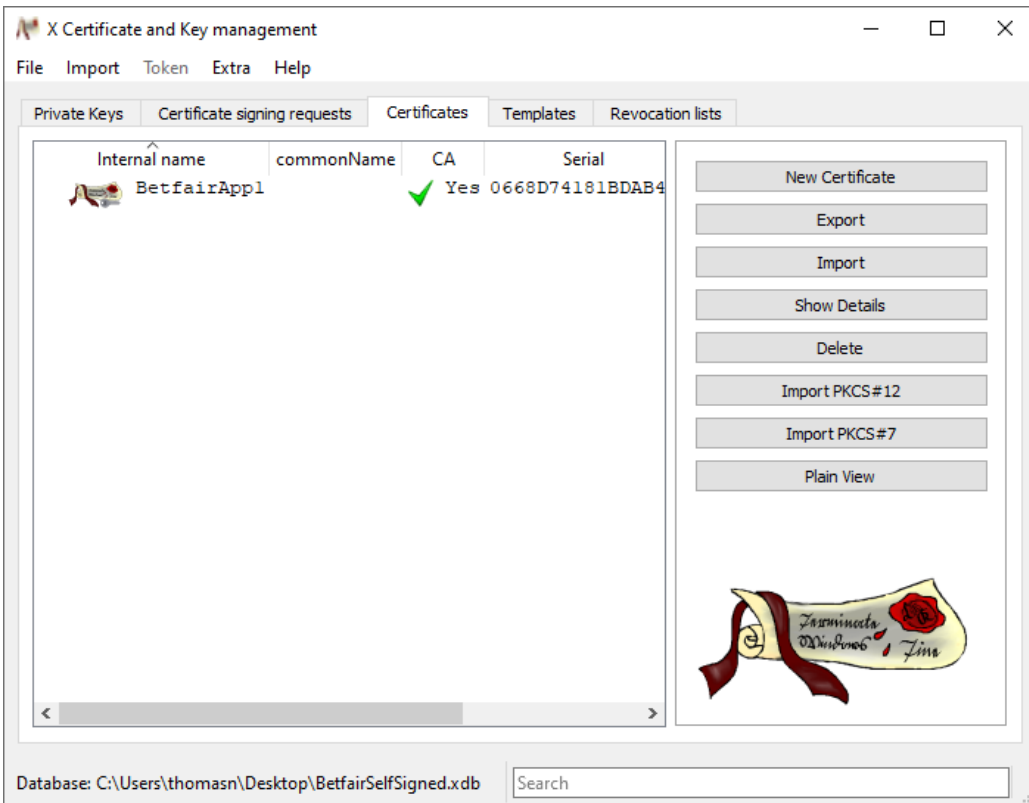 X Certificate and Key management
File Import Token Extra Help
Private Keys Certificate signing requests Certificates Templates Revocation lists
Internal name commonName CA Serial
BetfairApp1 Yes 0668D74181BDAB4
New Certificate
Export
Import
Show Details
Delete
Import PKCS#12
Import PKCS#7
Plain View
Database: C:\Users\thomasn\Desktop\BetfairSelfSigned.xdb
Search